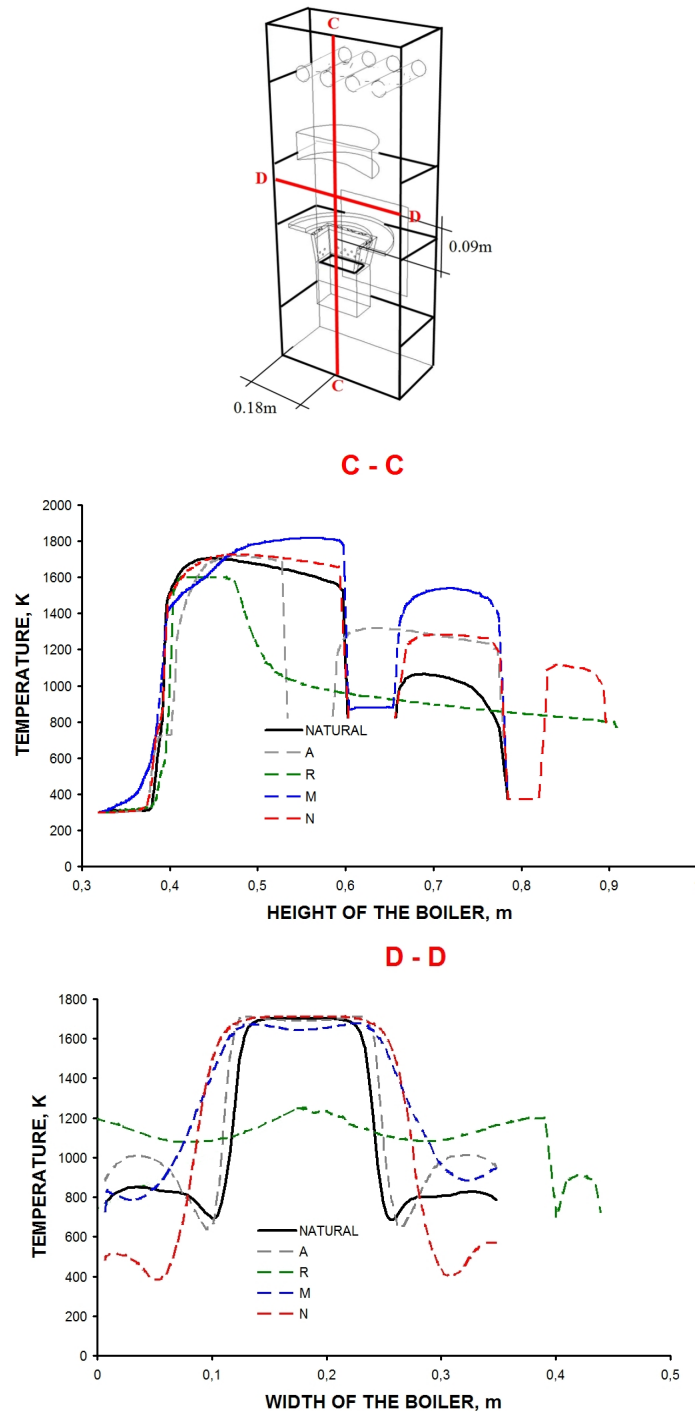 C
D
D
0.09m
C
0.18m
C - C
2000
1800
1600
1400
1200
1000
800
600
400
200
0
TEMPERATURE, K
NATURAL
A
R
M
N
0,3
0,4
0,5
0,6
0,7
0,8
0,9
HEIGHT OF THE BOILER, m
D - D
1800
1600
1400
1200
1000
800
600
400
200
0
TEMPERATURE, K
NATURAL
A
R
M
N
0
0,1
0,2
0,3
0,4
0,5
WIDTH OF THE BOILER, m